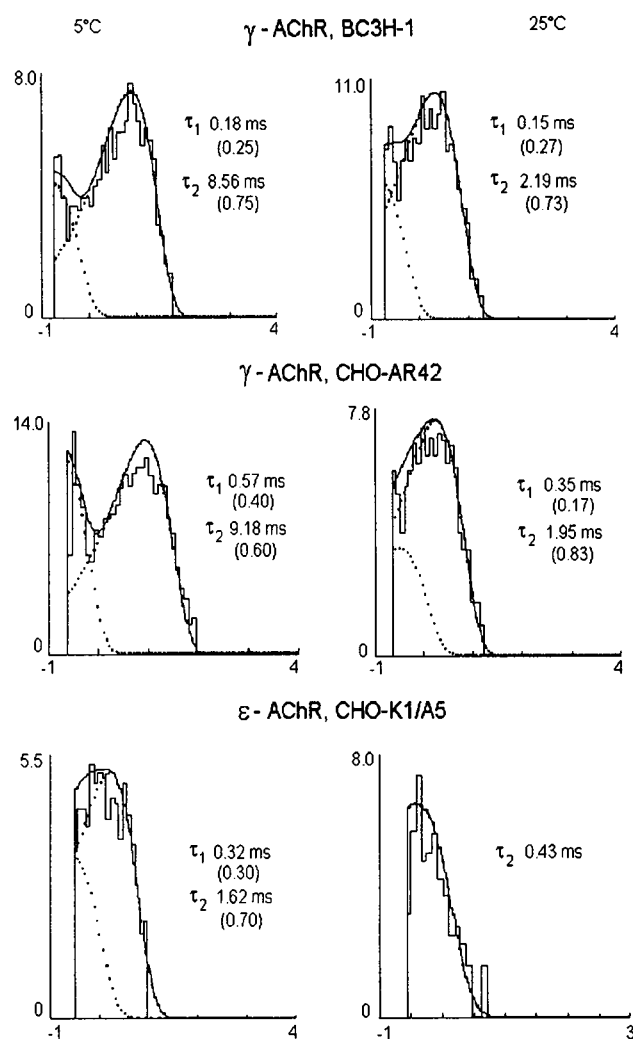 5°C
γ - AChR, BC3H-1
25°C
8.0
τ1 0.18 ms
(0.25)
τ2 8.56 ms
(0.75)
0
-1
4
11.0
τ1 0.15 ms
(0.27)
τ2 2.19 ms
(0.73)
0
-1
4
γ - AChR, CHO-AR42
14.0
τ1 0.57 ms
(0.40)
τ2 9.18 ms
(0.60)
0
-1
4
7.8
τ1 0.35 ms
(0.17)
τ2 1.95 ms
(0.83)
0
-1
4
ε - AChR, CHO-K1/A5
5.5
τ1 0.32 ms
(0.30)
τ2 1.62 ms
(0.70)
0
-1
4
8.0
τ2 0.43 ms
0
-1
3